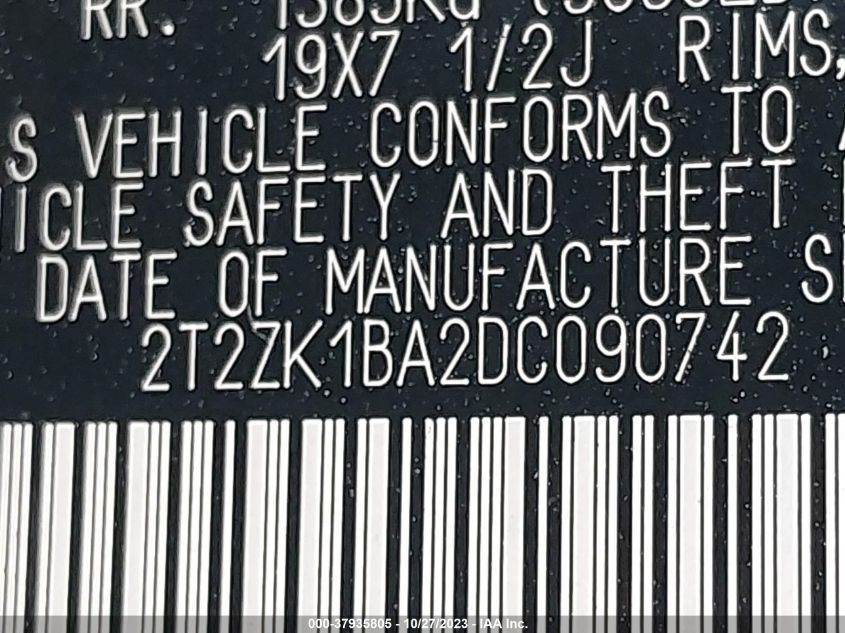 RR. 1385KG
19X7 1/2J RIMS,
S VEHICLE CONFORMS TO
ICLE SAFETY AND THEFT
DATE OF MANUFACTURE S
2T2ZK1BA2DC090742
000-37935805 - 10/27/2023 - IAA Inc.